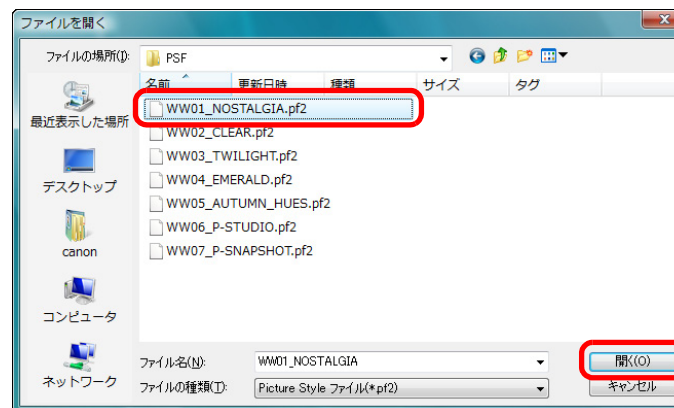 ファイルを開く
ファイルの場所(I):
PSF
名前 更新日時 種類 サイズ タグ
WW01_NOSTALGIA.pf2
WW02_CLEAR.pf2
WW03_TWILIGHT.pf2
WW04_EMERALD.pf2
WW05_AUTUMN_HUES.pf2
WW06_P-STUDIO.pf2
WW07_P-SNAPSHOT.pf2
最近表示した場所
デスクトップ
canon
コンピュータ
ネットワーク
ファイル名(N): WW01_NOSTALGIA 開く(O)
ファイルの種類(T): Picture Style ファイル(*.pf2) キャンセル